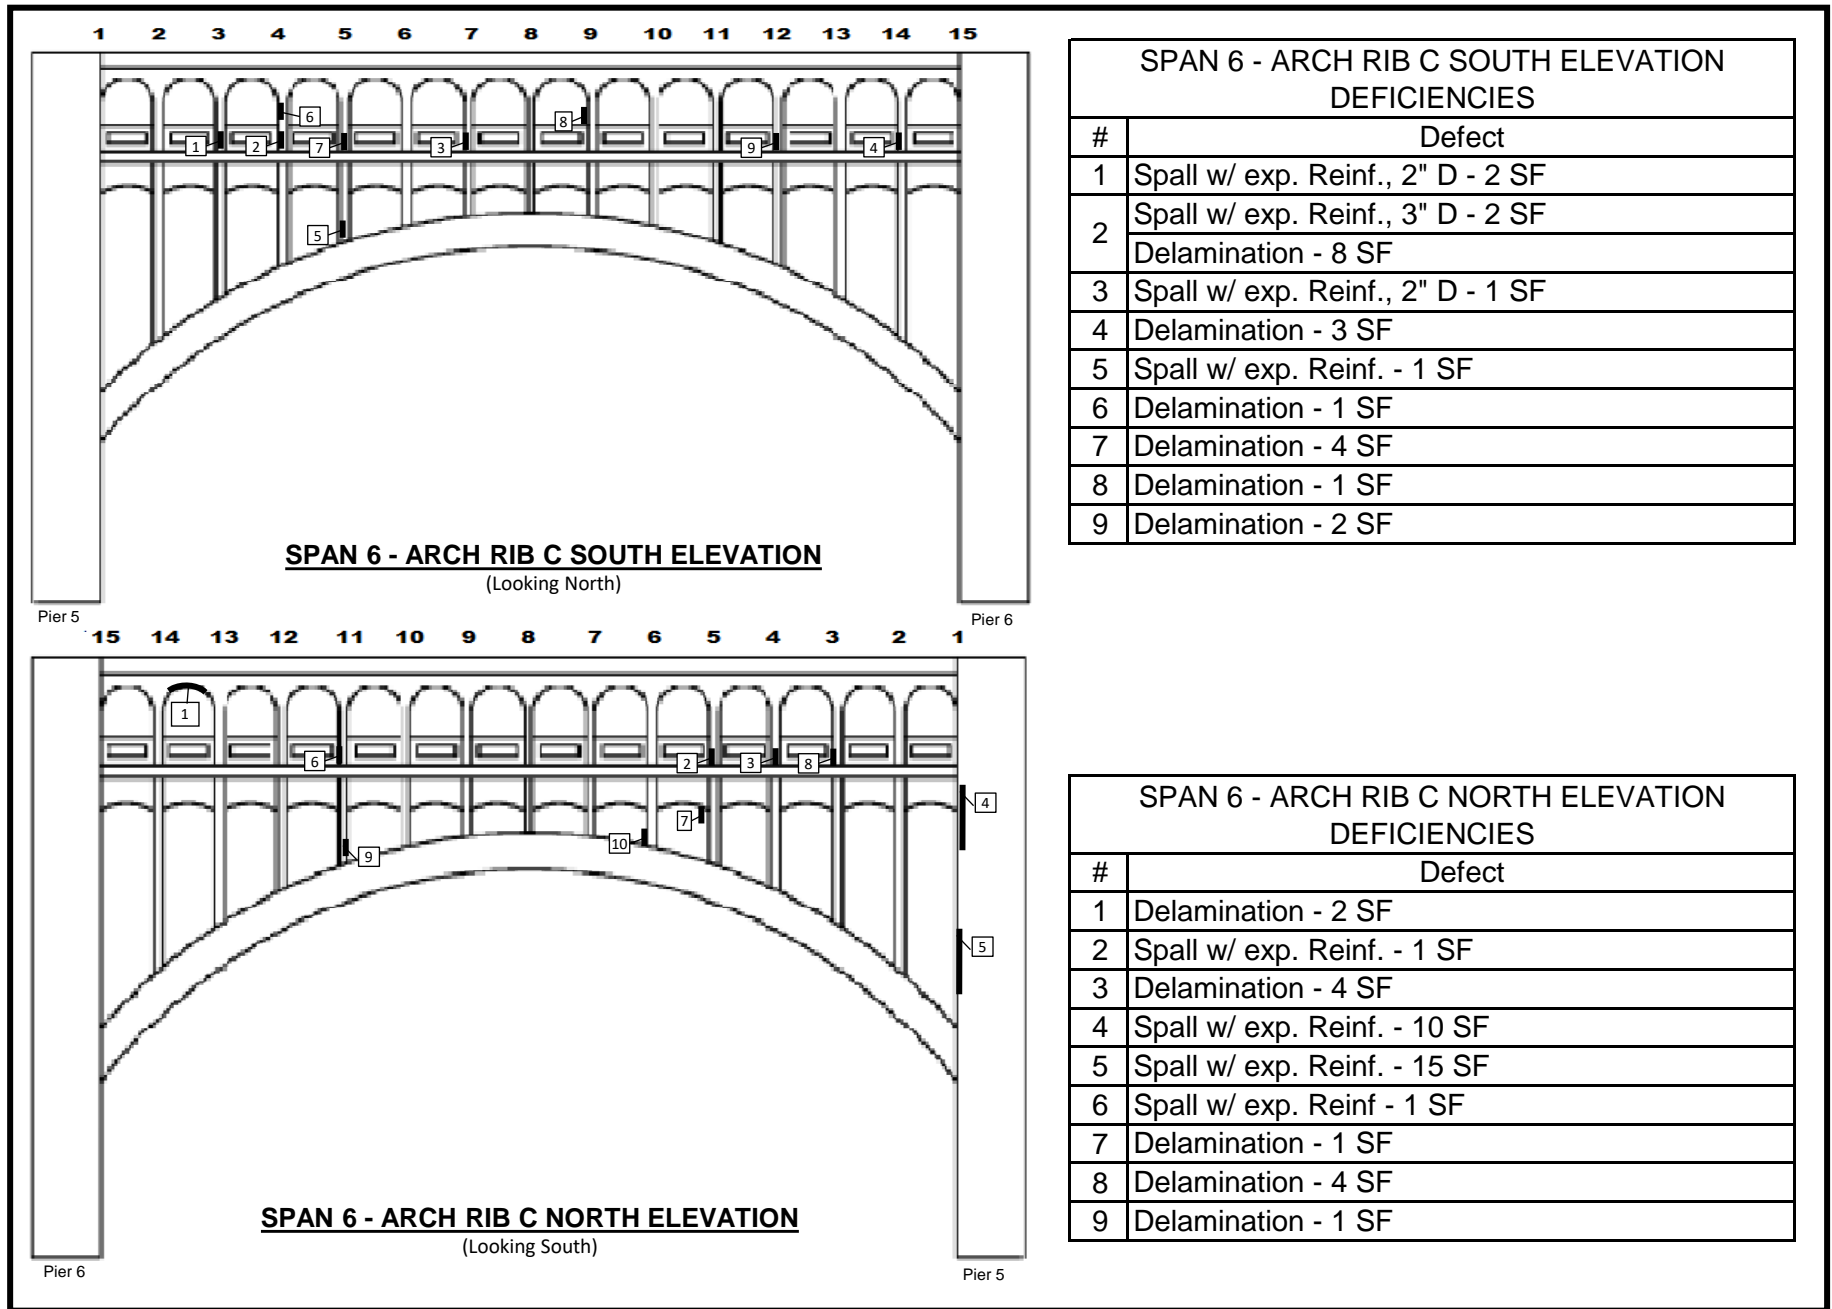 1 2 3 4 5 6 7 8 9 10 11 12 13 14 15
6
8
1 2 7 3 9 4
5
SPAN 6 - ARCH RIB C SOUTH ELEVATION
(Looking North)
Pier 5
Pier 6
SPAN 6 - ARCH RIB C SOUTH ELEVATION
DEFICIENCIES
# Defect
1 Spall w/ exp. Reinf., 2" D - 2 SF
2 Spall w/ exp. Reinf., 3" D - 2 SF
Delamination - 8 SF
3 Spall w/ exp. Reinf., 2" D - 1 SF
4 Delamination - 3 SF
5 Spall w/ exp. Reinf. - 1 SF
6 Delamination - 1 SF
7 Delamination - 4 SF
8 Delamination - 1 SF
9 Delamination - 2 SF
15 14 13 12 11 10 9 8 7 6 5 4 3 2 1
1
6 2 3 8
4
7
10
9
5
SPAN 6 - ARCH RIB C NORTH ELEVATION
(Looking South)
Pier 6
Pier 5
SPAN 6 - ARCH RIB C NORTH ELEVATION
DEFICIENCIES
# Defect
1 Delamination - 2 SF
2 Spall w/ exp. Reinf. - 1 SF
3 Delamination - 4 SF
4 Spall w/ exp. Reinf. - 10 SF
5 Spall w/ exp. Reinf. - 15 SF
6 Spall w/ exp. Reinf - 1 SF
7 Delamination - 1 SF
8 Delamination - 4 SF
9 Delamination - 1 SF